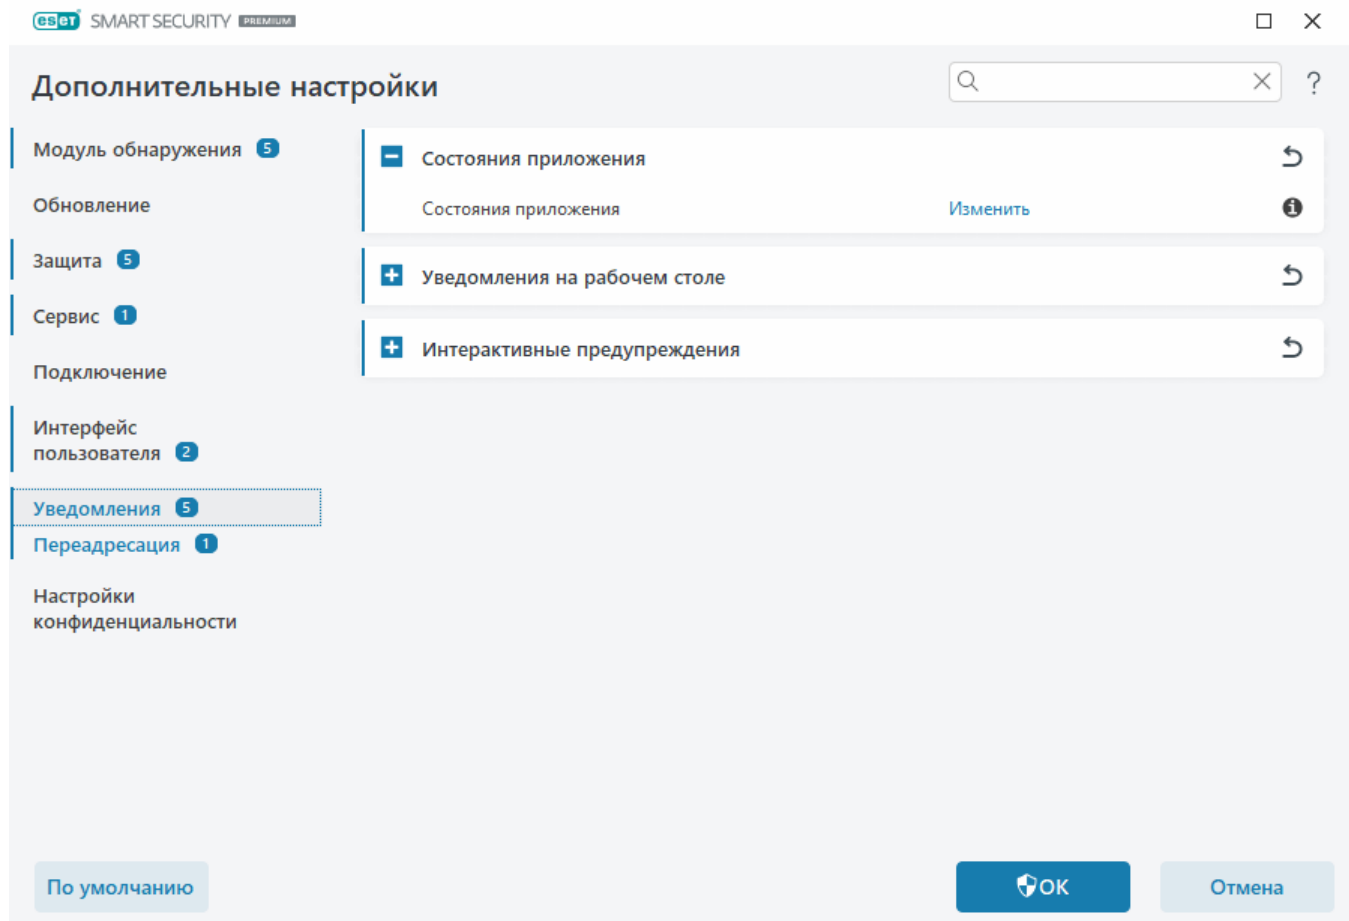 eset SMART SECURITY PREMIUM
Дополнительные настройки
?
Модуль обнаружения 5
Обновление
Защита 5
Сервис 1
Подключение
Интерфейс
пользователя 2
Уведомления 5
Переадресация 1
Настройки
конфиденциальности
Состояния приложения
Состояния приложения Изменить
Уведомления на рабочем столе
Интерактивные предупреждения
По умолчанию
ОК
Отмена